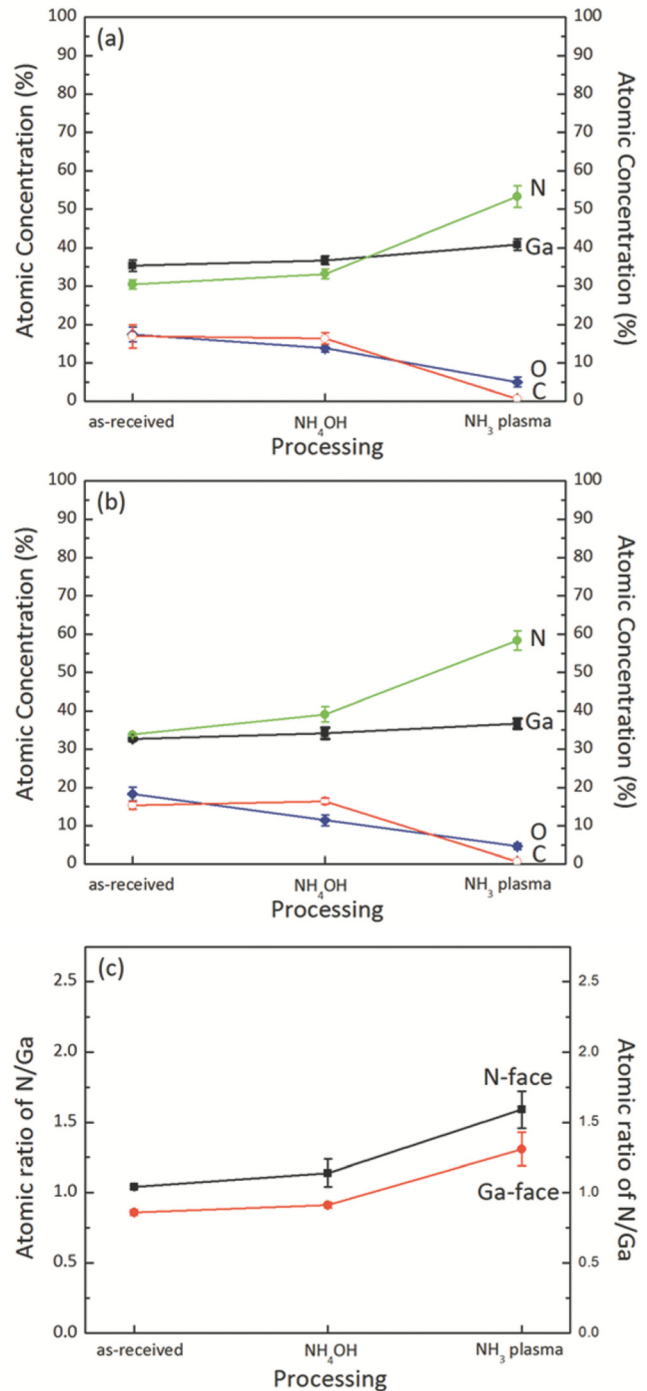 (a)
Atomic Concentration (%)
100
90
80
70
60
50
40
30
20
10
0
N
Ga
O
C
100
90
80
70
60
50
40
30
20
10
0
Atomic Concentration (%)
as-received
NH₄OH
NH₃ plasma
Processing
(b)
Atomic Concentration (%)
100
90
80
70
60
50
40
30
20
10
0
N
Ga
O
C
100
90
80
70
60
50
40
30
20
10
0
Atomic Concentration (%)
as-received
NH₄OH
NH₃ plasma
Processing
(c)
Atomic ratio of N/Ga
2.5
2.0
1.5
1.0
0.5
0.0
N-face
Ga-face
2.5
2.0
1.5
1.0
0.5
0.0
Atomic ratio of N/Ga
as-received
NH₄OH
NH₃ plasma
Processing